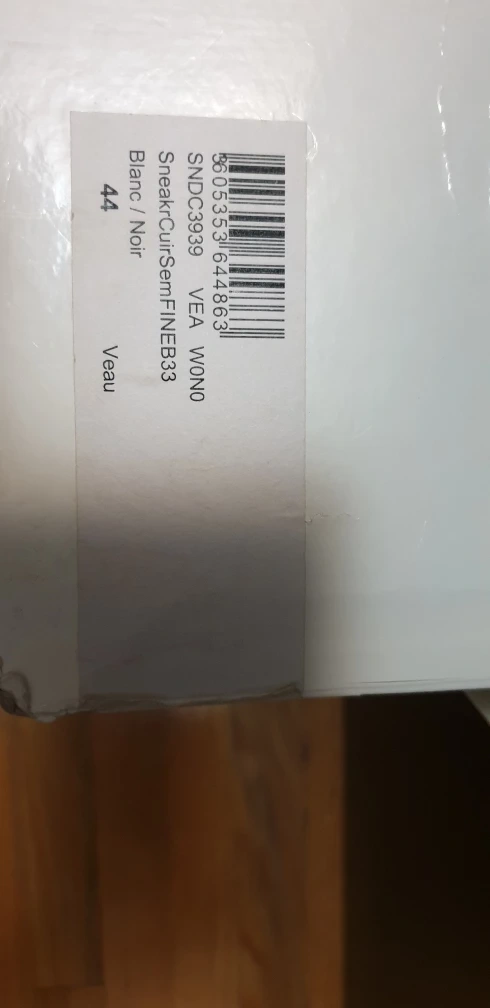 3605353644863
SNDC3939 VEA W0N0
SneakrCuirSemFINEB33
Blanc / Noir
44 Veau